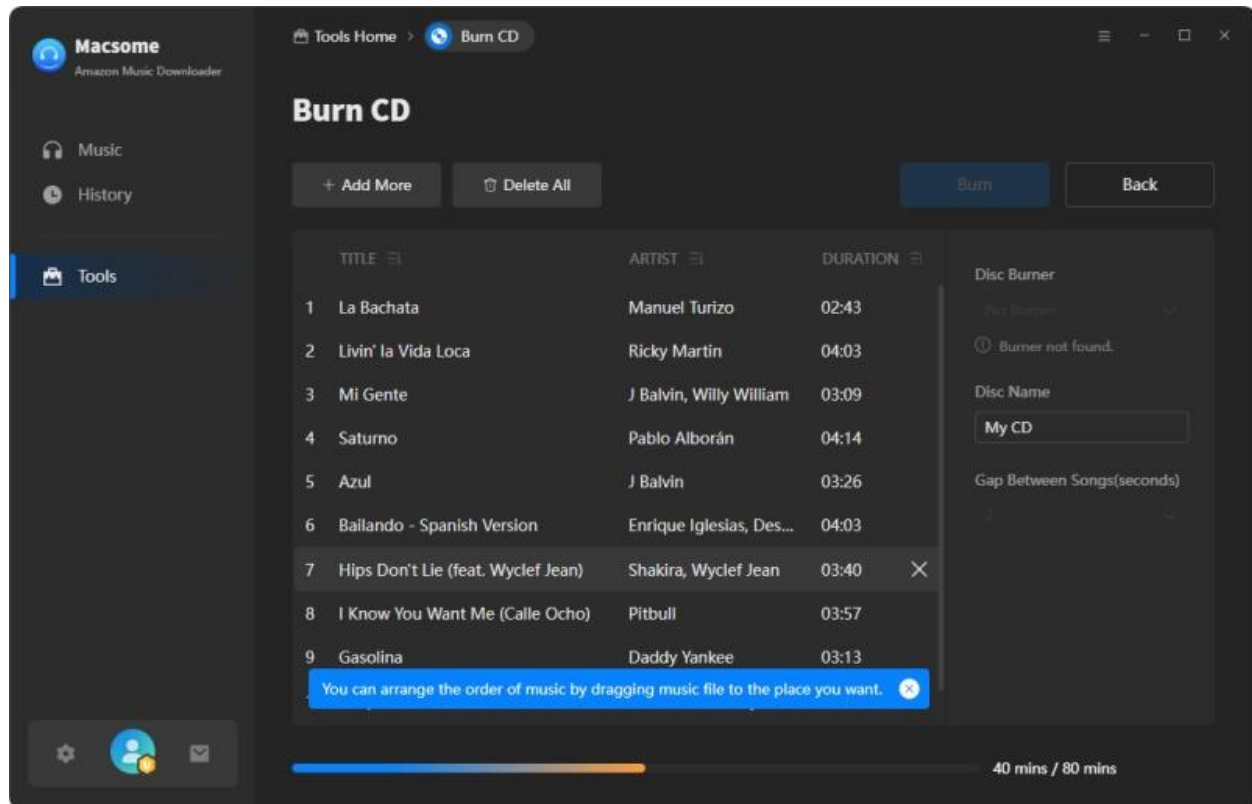 Macsome
Amazon Music Downloader
Music
History
Tools
Tools Home > Burn CD
Burn CD
+ Add More Delete All Burn Back
TITLE ARTIST DURATION
1 La Bachata Manuel Turizo 02:43
2 Livin' la Vida Loca Ricky Martin 04:03
3 Mi Gente J Balvin, Willy William 03:09
4 Saturno Pablo Alborán 04:14
5 Azul J Balvin 03:26
6 Bailando - Spanish Version Enrique Iglesias, Des... 04:03
7 Hips Don't Lie (feat. Wyclef Jean) Shakira, Wyclef Jean 03:40
8 I Know You Want Me (Calle Ocho) Pitbull 03:57
9 Gasolina Daddy Yankee 03:13
You can arrange the order of music by dragging music file to the place you want.
Disc Burner
No Burner
Burner not found.
Disc Name
My CD
Gap Between Songs(seconds)
2
40 mins / 80 mins